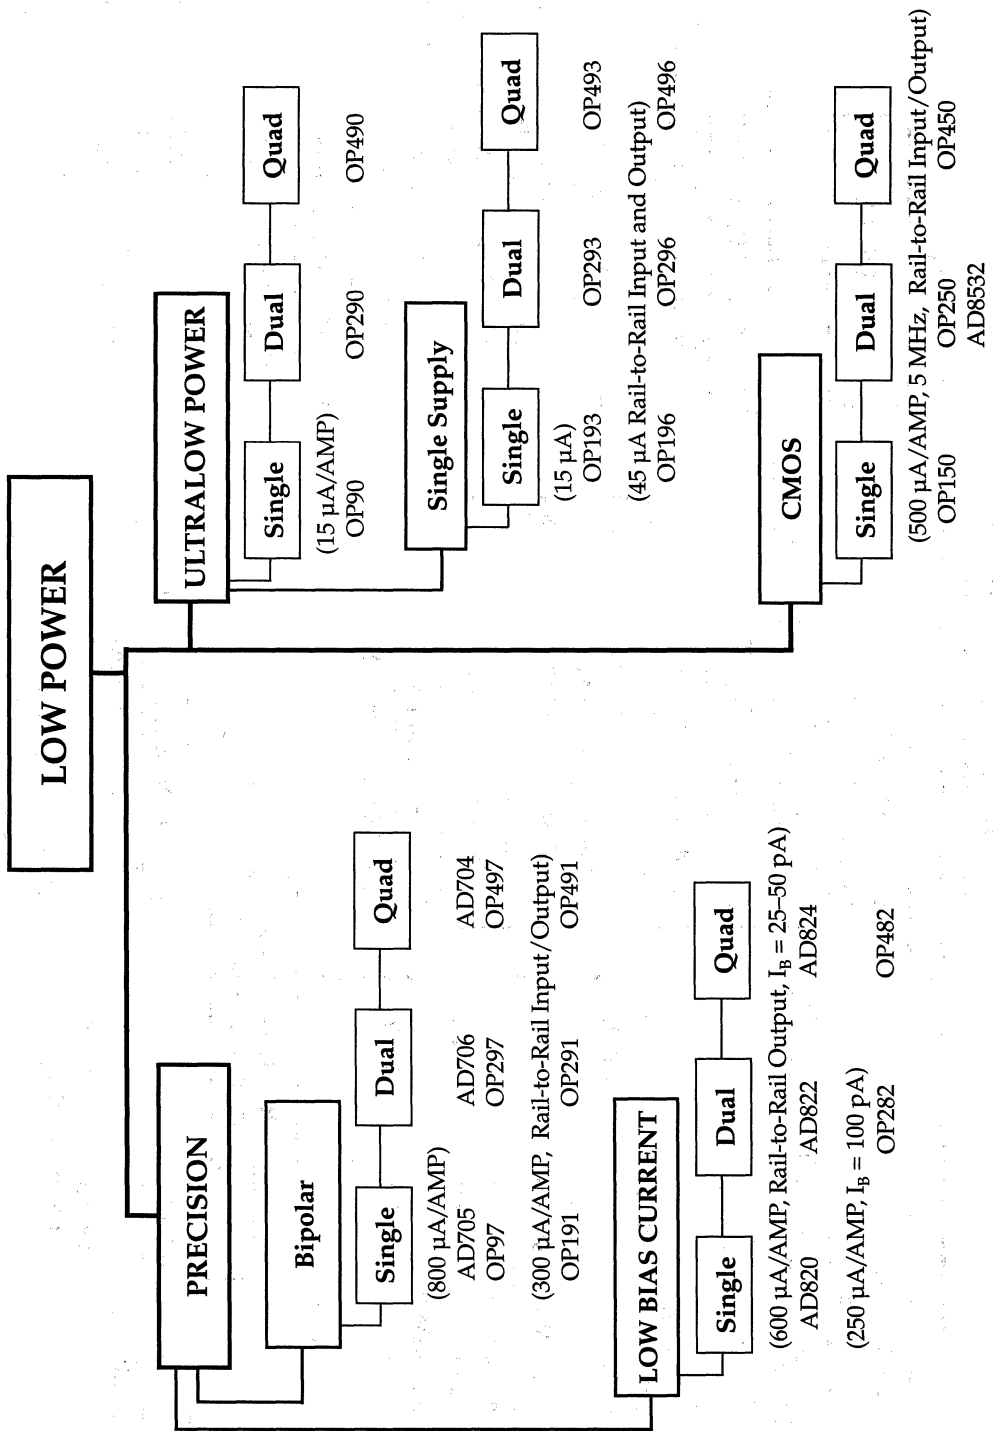 LOW POWER
PRECISION
Bipolar
Single Dual Quad
(800 µA/AMP)
AD705 AD706 AD704
OP97 OP297 OP497
(300 µA/AMP, Rail-to-Rail Input/Output)
OP191 OP291 OP491
LOW BIAS CURRENT
Single Dual Quad
(600 µA/AMP, Rail-to-Rail Output, IB = 25–50 pA)
AD820 AD822 AD824
(250 µA/AMP, IB = 100 pA)
OP282 OP482
ULTRALOW POWER
Single Dual Quad
(15 µA/AMP)
OP90 OP290 OP490
Single Supply
Single Dual Quad
(15 µA)
OP193 OP293 OP493
(45 µA Rail-to-Rail Input and Output)
OP196 OP296 OP496
CMOS
Single Dual Quad
(500 µA/AMP, 5 MHz, Rail-to-Rail Input/Output)
OP150 OP250 OP450
AD8532